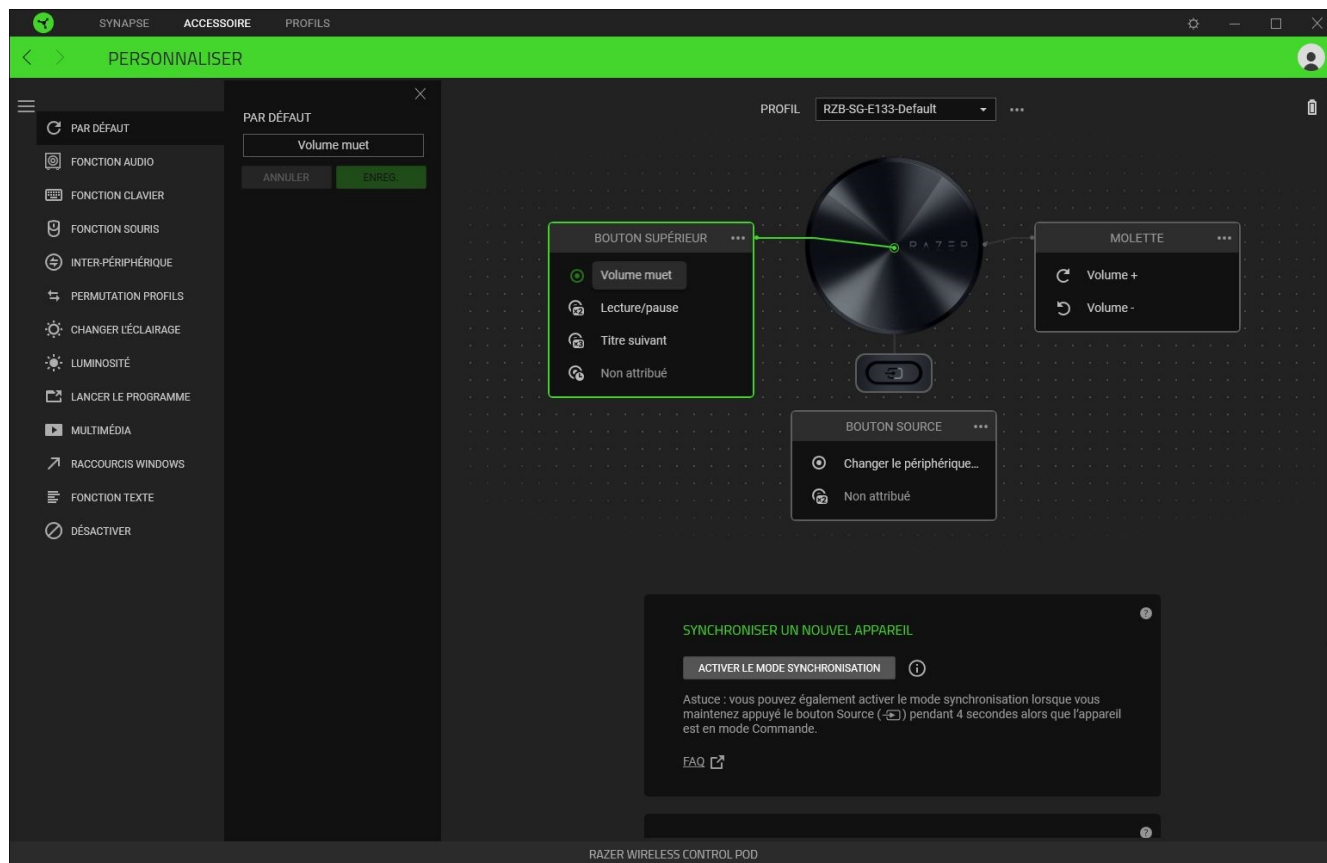 SYNAPSE ACCESSOIRE PROFILS
PERSONNALISER
PAR DÉFAUT
FONCTION AUDIO
FONCTION CLAVIER
FONCTION SOURIS
INTER-PÉRIPHÉRIQUE
PERMUTATION PROFILS
CHANGER L'ÉCLAIRAGE
LUMINOSITÉ
LANCER LE PROGRAMME
MULTIMÉDIA
RACCOURCIS WINDOWS
FONCTION TEXTE
DÉSACTIVER
PAR DÉFAUT
Volume muet
ANNULER ENREG.
PROFIL RZB-SG-E133-Default
RAZER
BOUTON SUPÉRIEUR
Volume muet
x2 Lecture/pause
x3 Titre suivant
Non attribué
MOLETTE
Volume +
Volume -
BOUTON SOURCE
Changer le périphérique...
x2 Non attribué
SYNCHRONISER UN NOUVEL APPAREIL
ACTIVER LE MODE SYNCHRONISATION
Astuce : vous pouvez également activer le mode synchronisation lorsque vous
maintenez appuyé le bouton Source ( ) pendant 4 secondes alors que l'appareil
est en mode Commande.
FAQ
RAZER WIRELESS CONTROL POD